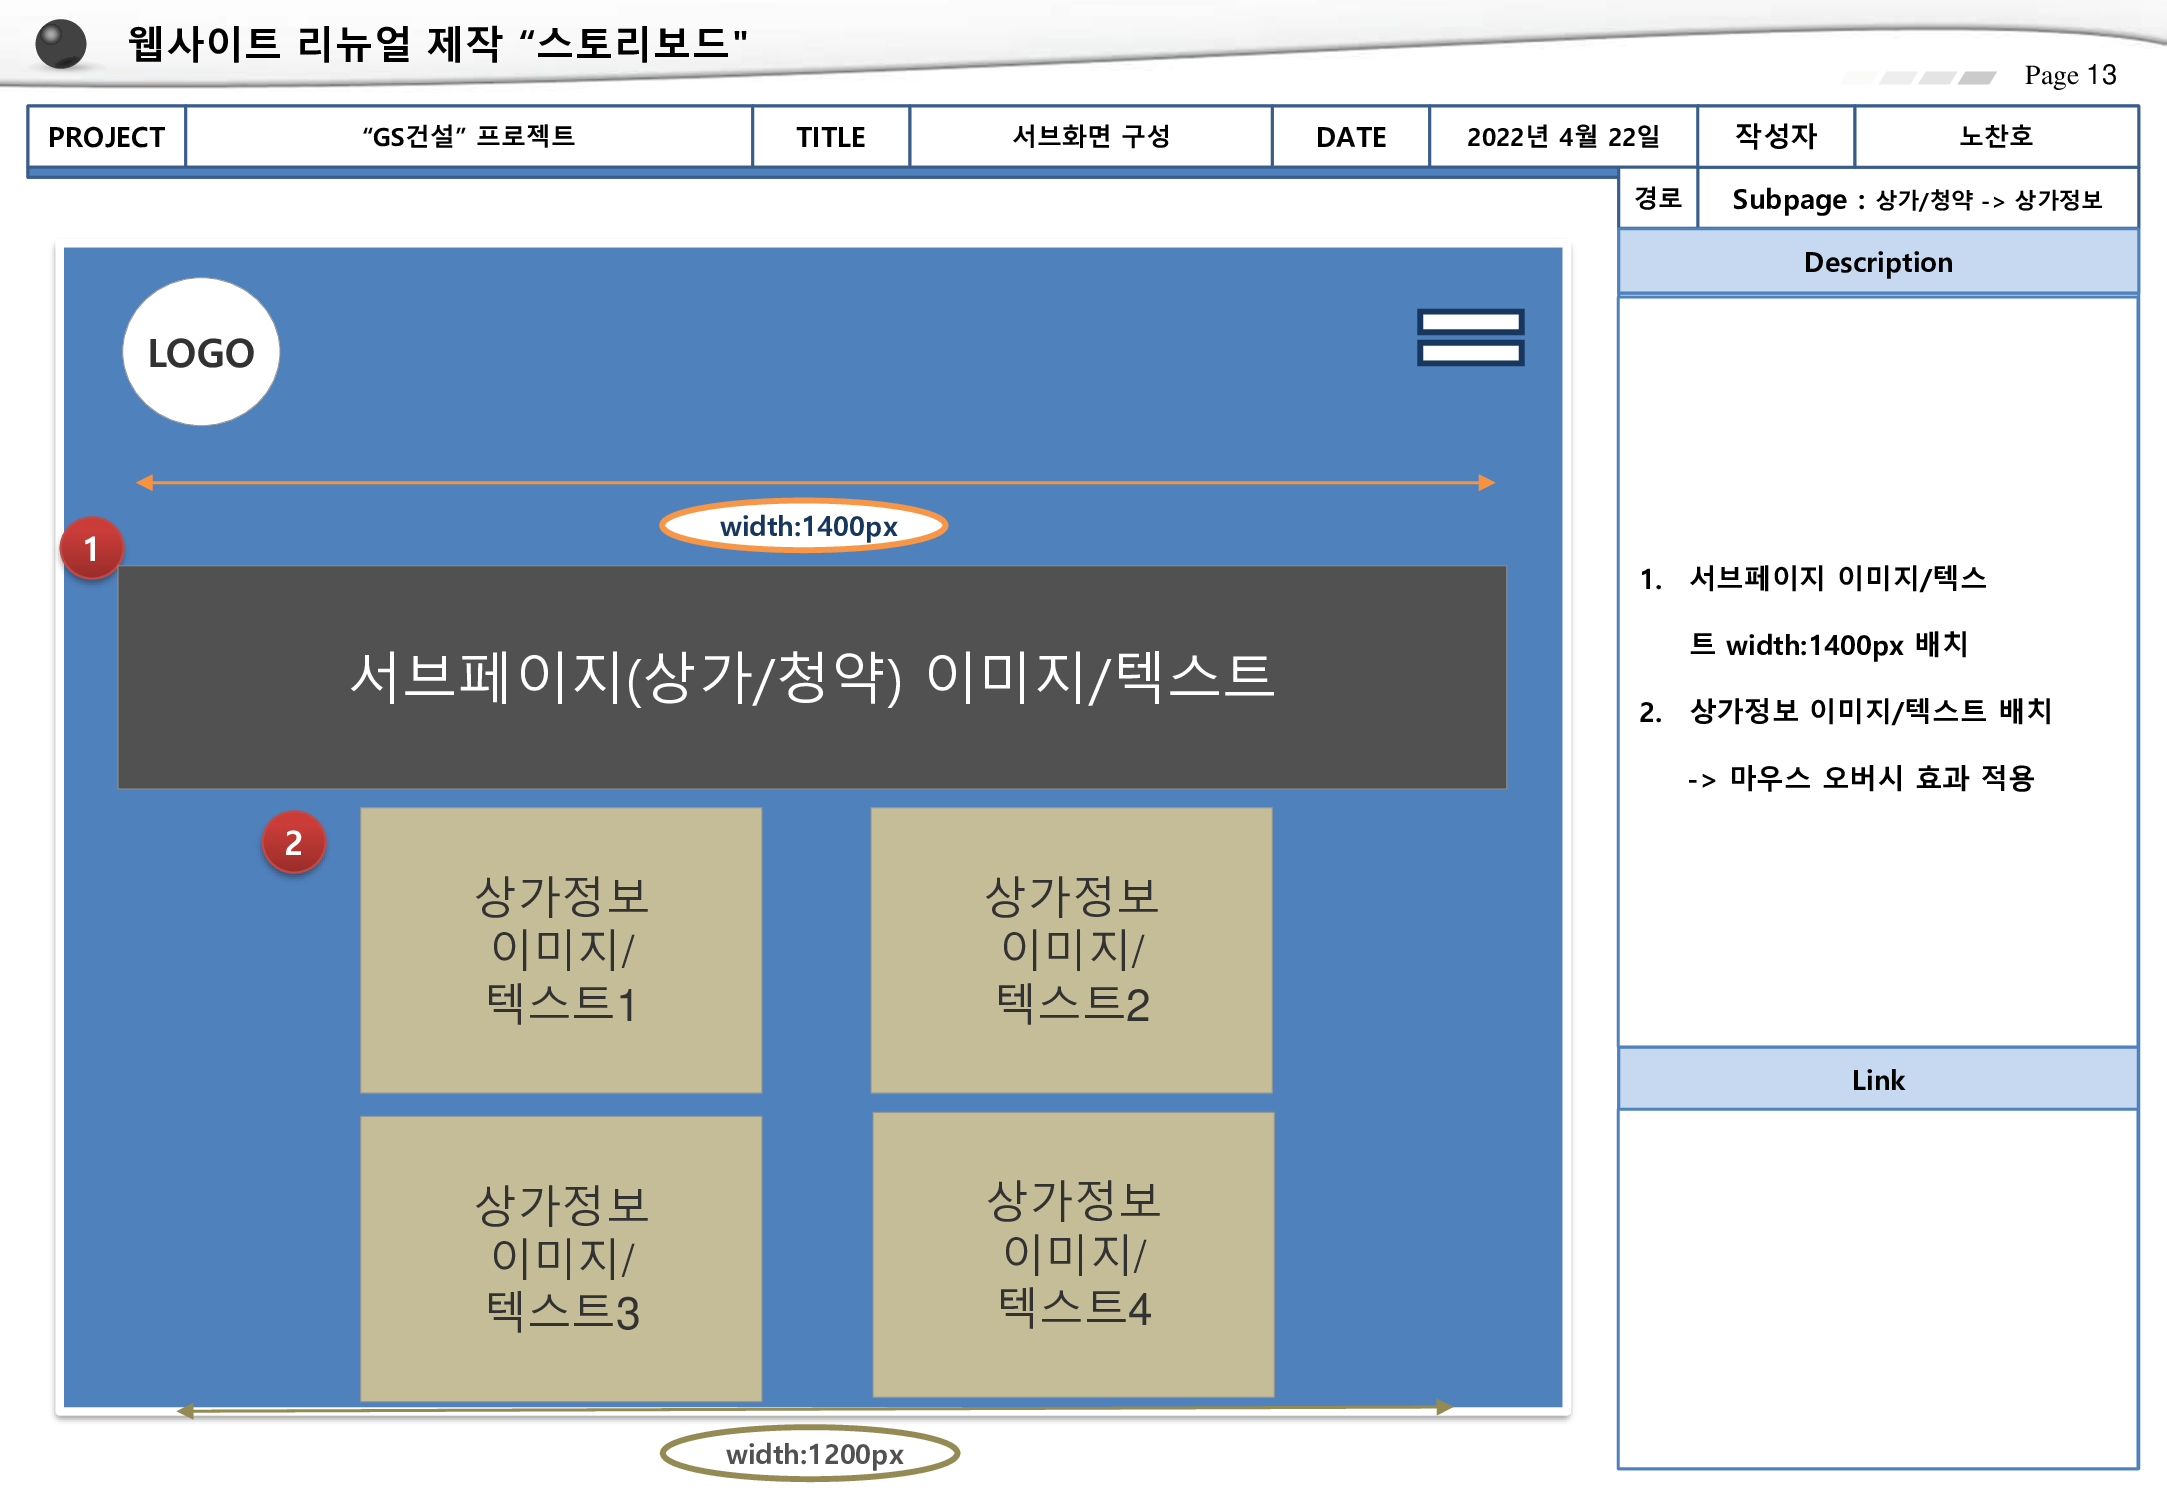 웹사이트 리뉴얼 제작 “스토리보드"
Page 13
PROJECT “GS건설” 프로젝트 TITLE 서브화면 구성 DATE 2022년 4월 22일 작성자 노찬호
경로 Subpage : 상가/청약 -> 상가정보
LOGO
width:1400px
1
서브페이지(상가/청약) 이미지/텍스트
2
상가정보
이미지/
텍스트1
상가정보
이미지/
텍스트2
상가정보
이미지/
텍스트3
상가정보
이미지/
텍스트4
width:1200px
Description
1. 서브페이지 이미지/텍스
트 width:1400px 배치
2. 상가정보 이미지/텍스트 배치
-> 마우스 오버시 효과 적용
Link